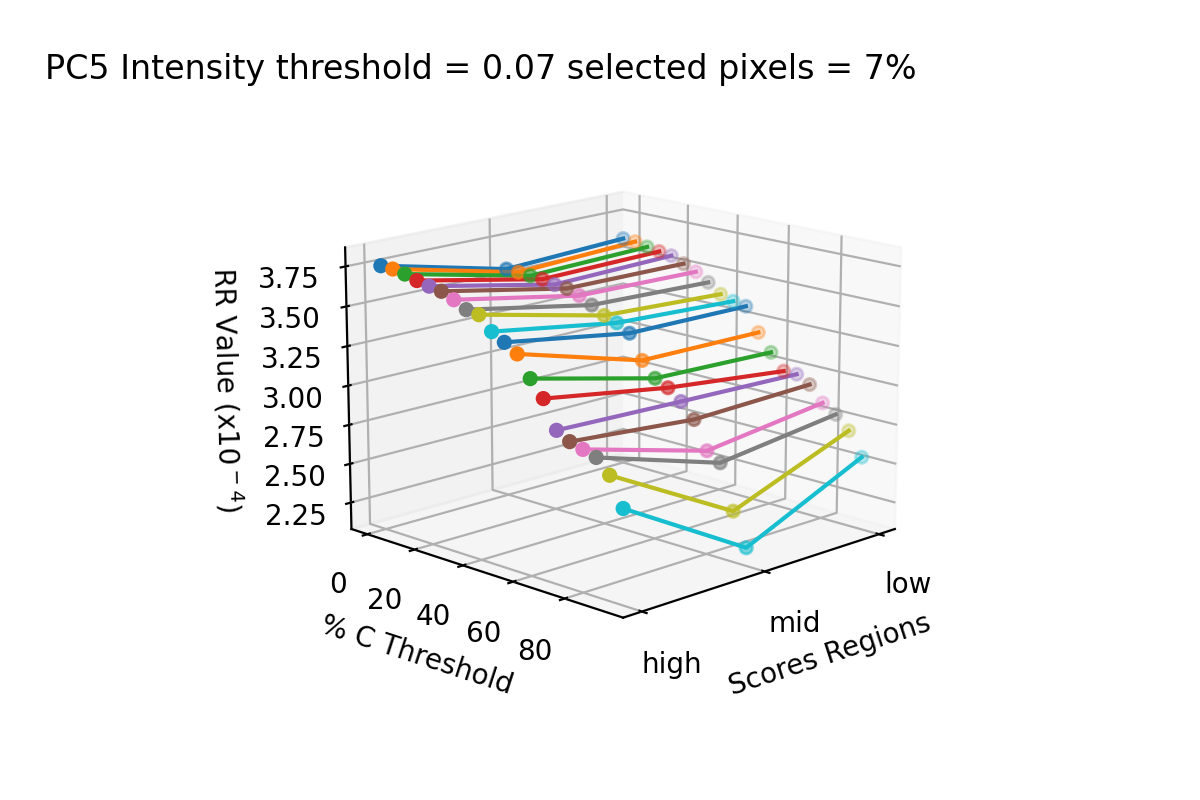 PC5 Intensity threshold = 0.07 selected pixels = 7%
3.75
3.50
3.25
3.00
2.75
2.50
2.25
RR Value (x10⁻⁴)
0
20
40
60
80
% C Threshold
high
mid
low
Scores Regions